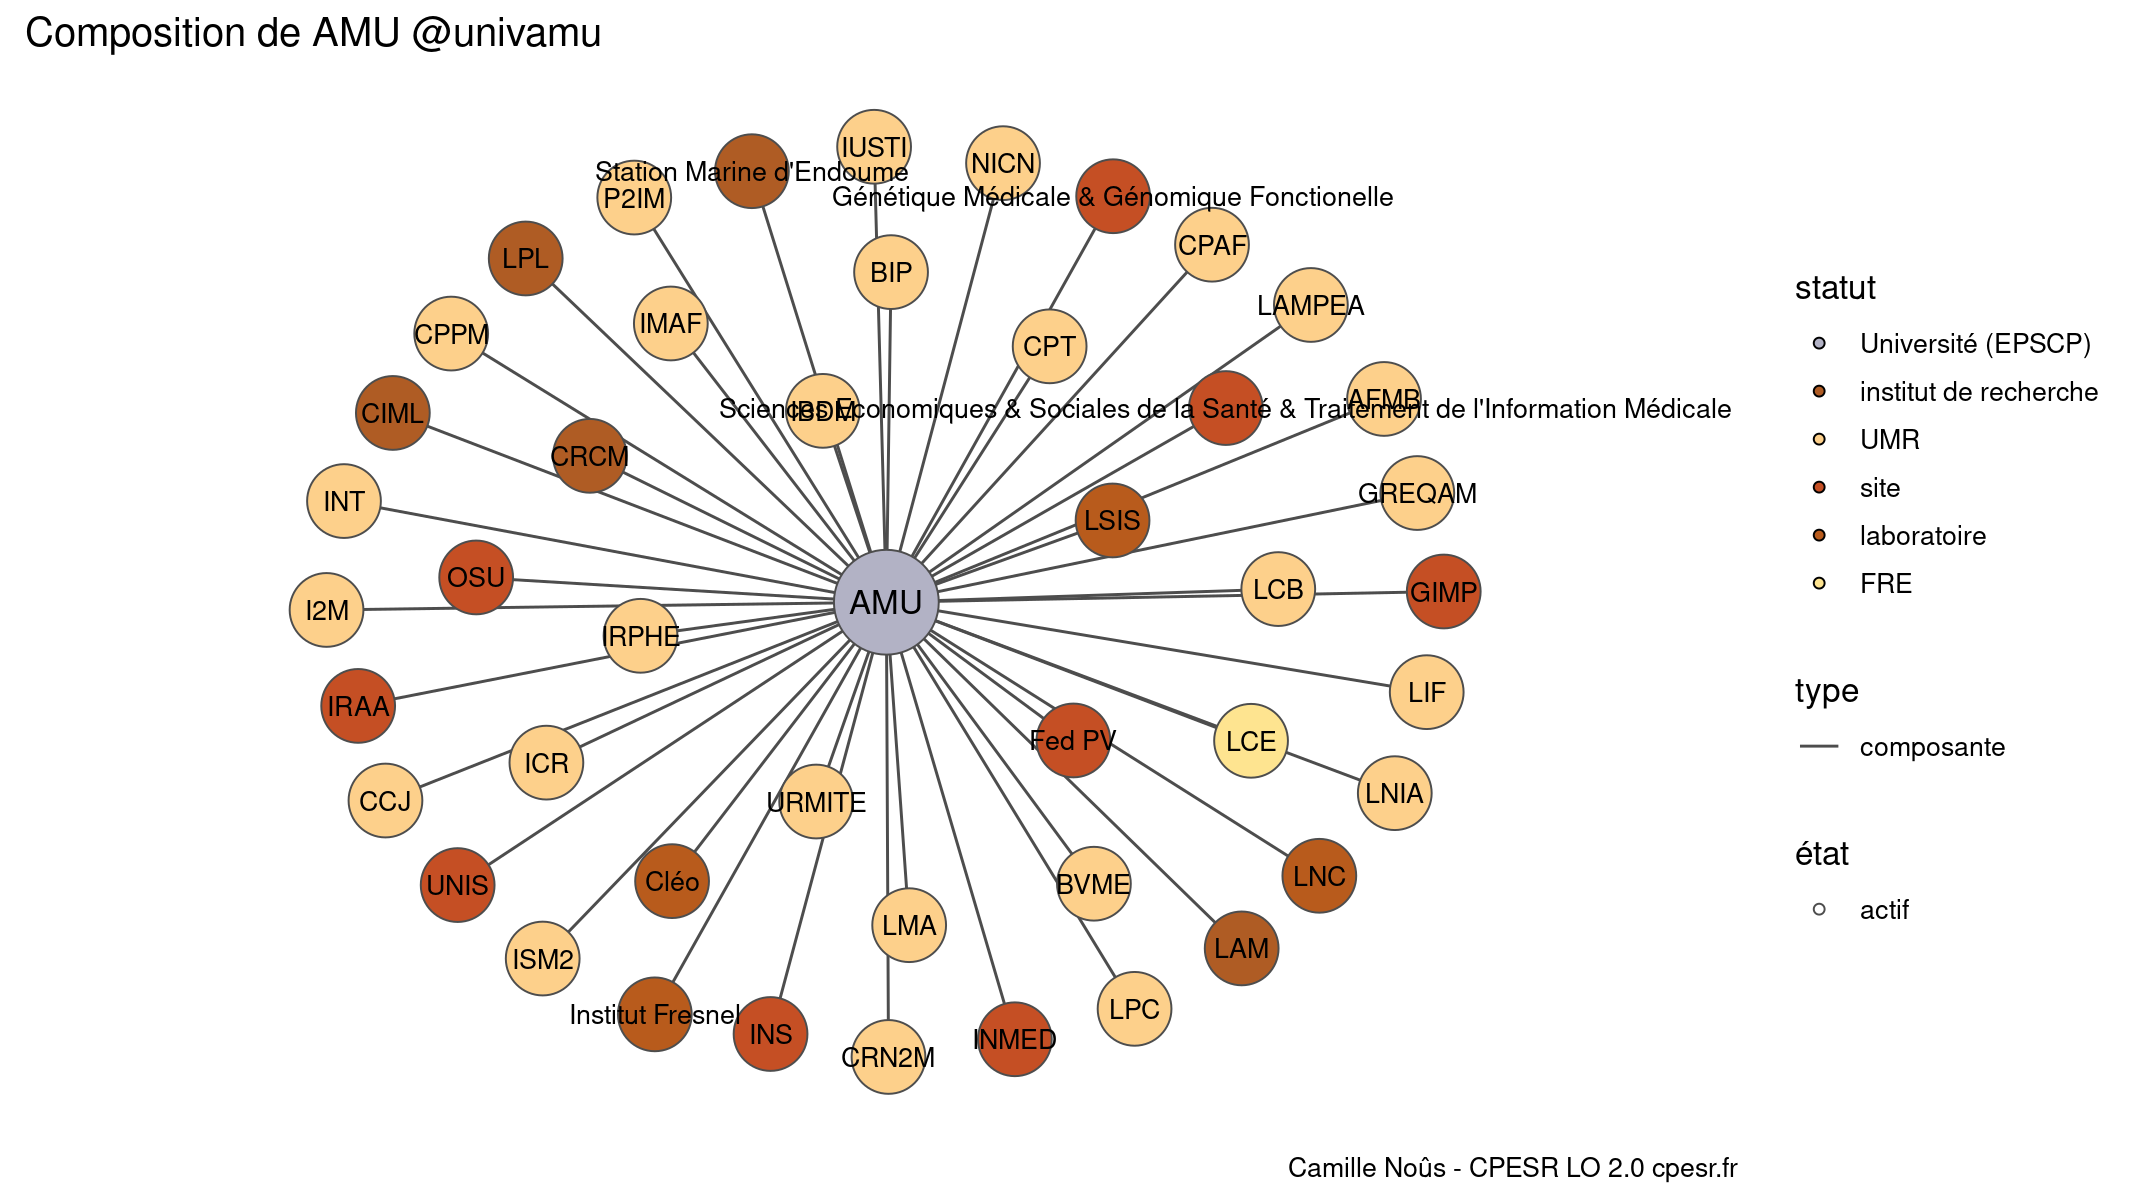 Composition de AMU @univamu
IUSTI
NICN
Station Marine d'Endoume
P2IM
Génétique Médicale & Génomique Fonctionelle
CPAF
LPL
BIP
LAMPEA
IMAF
CPPM
CPT
AFMB
Sciences Economiques & Sociales de la Santé & Traitement de l'Information Médicale
IBDM
CIML
CRCM
GREQAM
INT
LSIS
OSU
LCB
GIMP
AMU
I2M
IRPHE
LIF
IRAA
Fed PV
LCE
ICR
LNIA
CCJ
URMITE
LNC
Cléo
BVME
UNIS
LMA
LAM
ISM2
LPC
Institut Fresnel
INS
INMED
CRN2M
statut
Université (EPSCP)
institut de recherche
UMR
site
laboratoire
FRE
type
composante
état
actif
Camille Noûs - CPESR LO 2.0 cpesr.fr